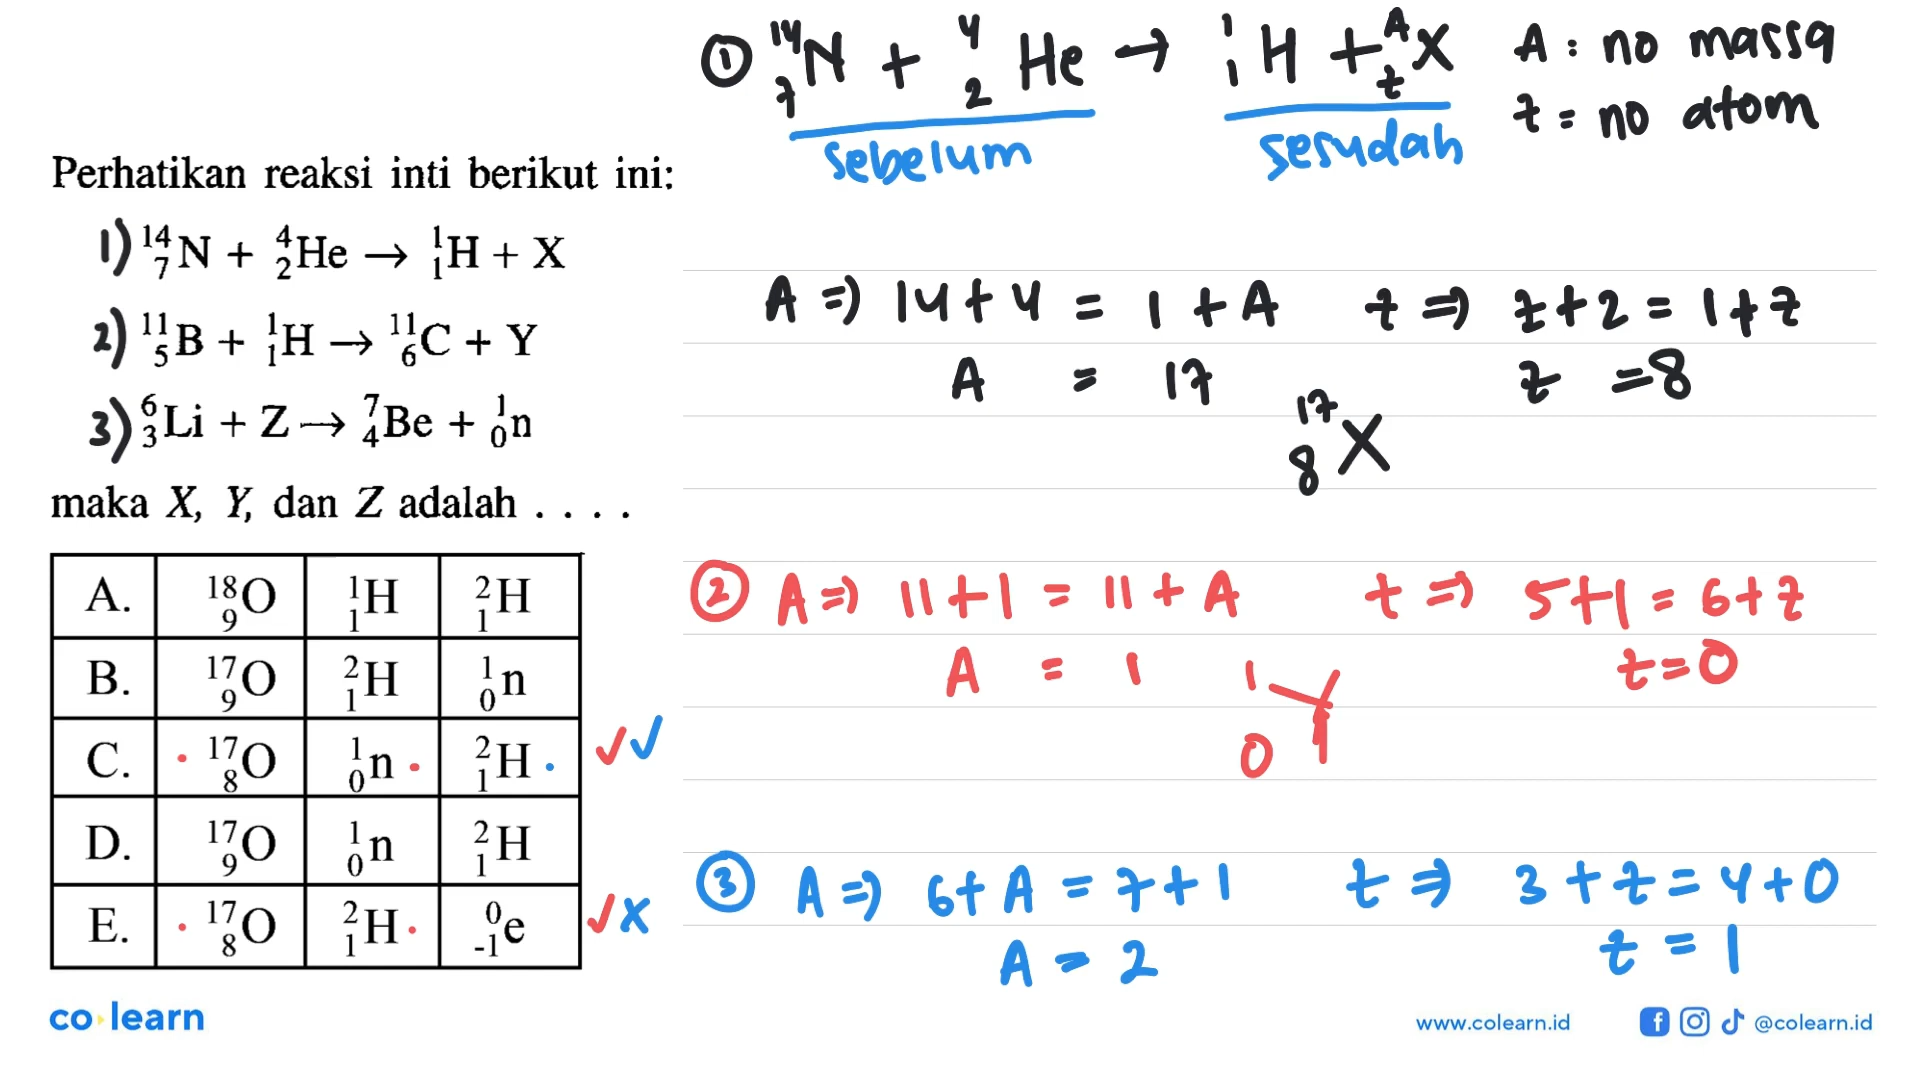 Perhatikan reaksi inti berikut ini:
1) ¹⁴₇N + ⁴₂He → ¹₁H + X
2) ¹¹₅B + ¹₁H → ¹¹₆C + Y
3) ⁶₃Li + Z → ⁷₄Be + ¹₀n
maka X, Y, dan Z adalah . . . .
A. ¹⁸₉O ¹₁H ²₁H
B. ¹⁷₉O ²₁H ¹₀n
C. ¹⁷₈O ¹₀n ²₁H ✓✓
D. ¹⁷₉O ¹₀n ²₁H
E. ¹⁷₈O ²₁H ⁰₋₁e ✓x
① ¹⁴₇N + ⁴₂He → ¹₁H + ᴬ_zX A : no massa
sebelum sesudah z = no atom
A ⇒ 14+4 = 1 + A z ⇒ 7+2 = 1+z
A = 17 z = 8
¹⁷₈X
② A ⇒ 11+1 = 11 + A z ⇒ 5+1 = 6+z
A = 1 z = 0
¹₀Y
③ A ⇒ 6+A = 7+1 z ⇒ 3+z = 4+0
A = 2 z = 1
co learn
www.colearn.id @colearn.id